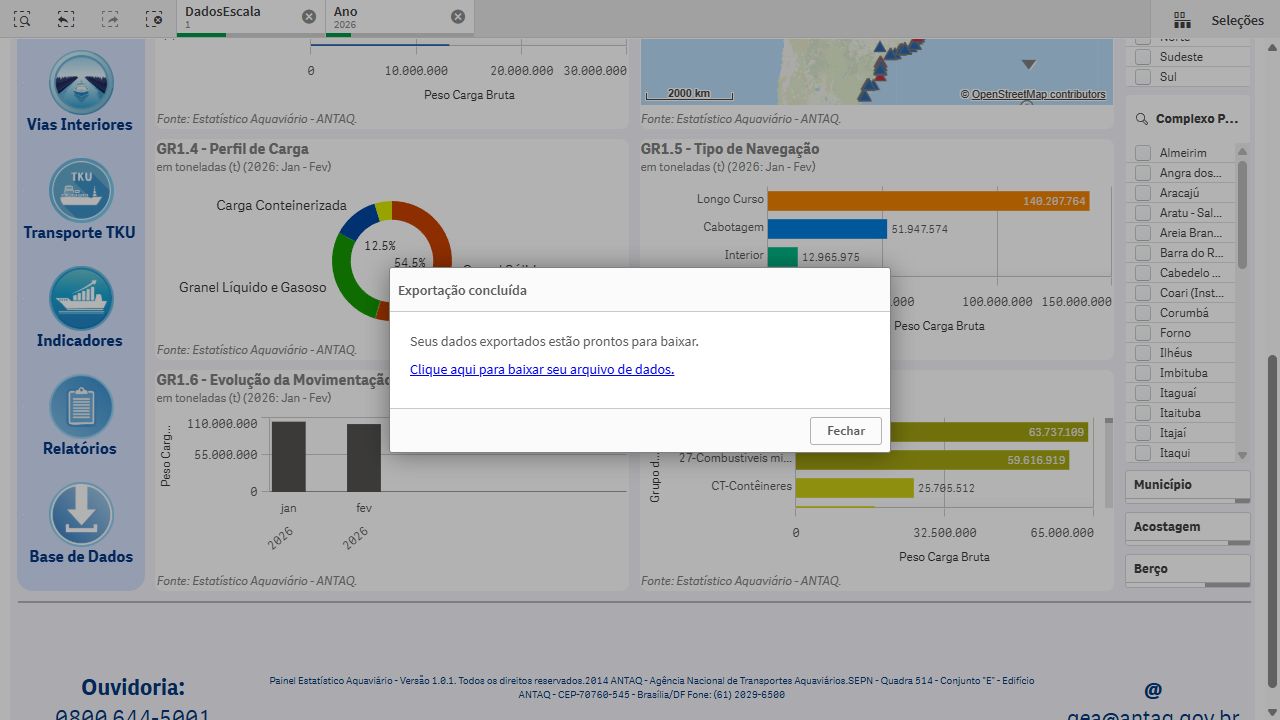 DadosEscala
1
Ano
2026
Seleções
Vias Interiores
Transporte TKU
TKU
Indicadores
Relatórios
Base de Dados
0
10.000.000
20.000.000
30.000.000
Peso Carga Bruta
Fonte: Estatístico Aquaviário - ANTAQ.
2000 km
© OpenStreetMap contributors
Fonte: Estatístico Aquaviário - ANTAQ.
GR1.4 - Perfil de Carga
em toneladas (t) (2026: Jan - Fev)
Carga Conteinerizada
12.5%
54.5%
Granel Líquido e Gasoso
Fonte: Estatístico Aquaviário - ANTAQ.
GR1.5 - Tipo de Navegação
em toneladas (t) (2026: Jan - Fev)
Longo Curso
140.207.764
Cabotagem
51.947.574
Interior
12.965.975
100.000.000
150.000.000
Peso Carga Bruta
Exportação concluída
Seus dados exportados estão prontos para baixar.
Clique aqui para baixar seu arquivo de dados.
Fechar
GR1.6 - Evolução da Movimentação
em toneladas (t) (2026: Jan - Fev)
Peso Carg...
110.000.000
55.000.000
0
jan
fev
2026
2026
Fonte: Estatístico Aquaviário - ANTAQ.
Grupo d...
63.737.109
27-Combustíveis mi...
59.616.919
CT-Contêineres
25.705.512
0
32.500.000
65.000.000
Peso Carga Bruta
Fonte: Estatístico Aquaviário - ANTAQ.
Norte
Sudeste
Sul
Complexo P...
Almeirim
Angra dos...
Aracajú
Aratu - Sal...
Areia Bran...
Barra do R...
Cabedelo ...
Coari (Inst...
Corumbá
Forno
Ilhéus
Imbituba
Itaguaí
Itaituba
Itajaí
Itaqui
Município
Acostagem
Berço
Ouvidoria:
0800 644-5001
Painel Estatístico Aquaviário - Versão 1.0.1. Todos os direitos reservados.2014 ANTAQ - Agência Nacional de Transportes Aquaviários.SEPN - Quadra 514 - Conjunto "E" - Edifício
ANTAQ - CEP-70760-545 - Brasília/DF Fone: (61) 2029-6500
@
gea@antaq.gov.br